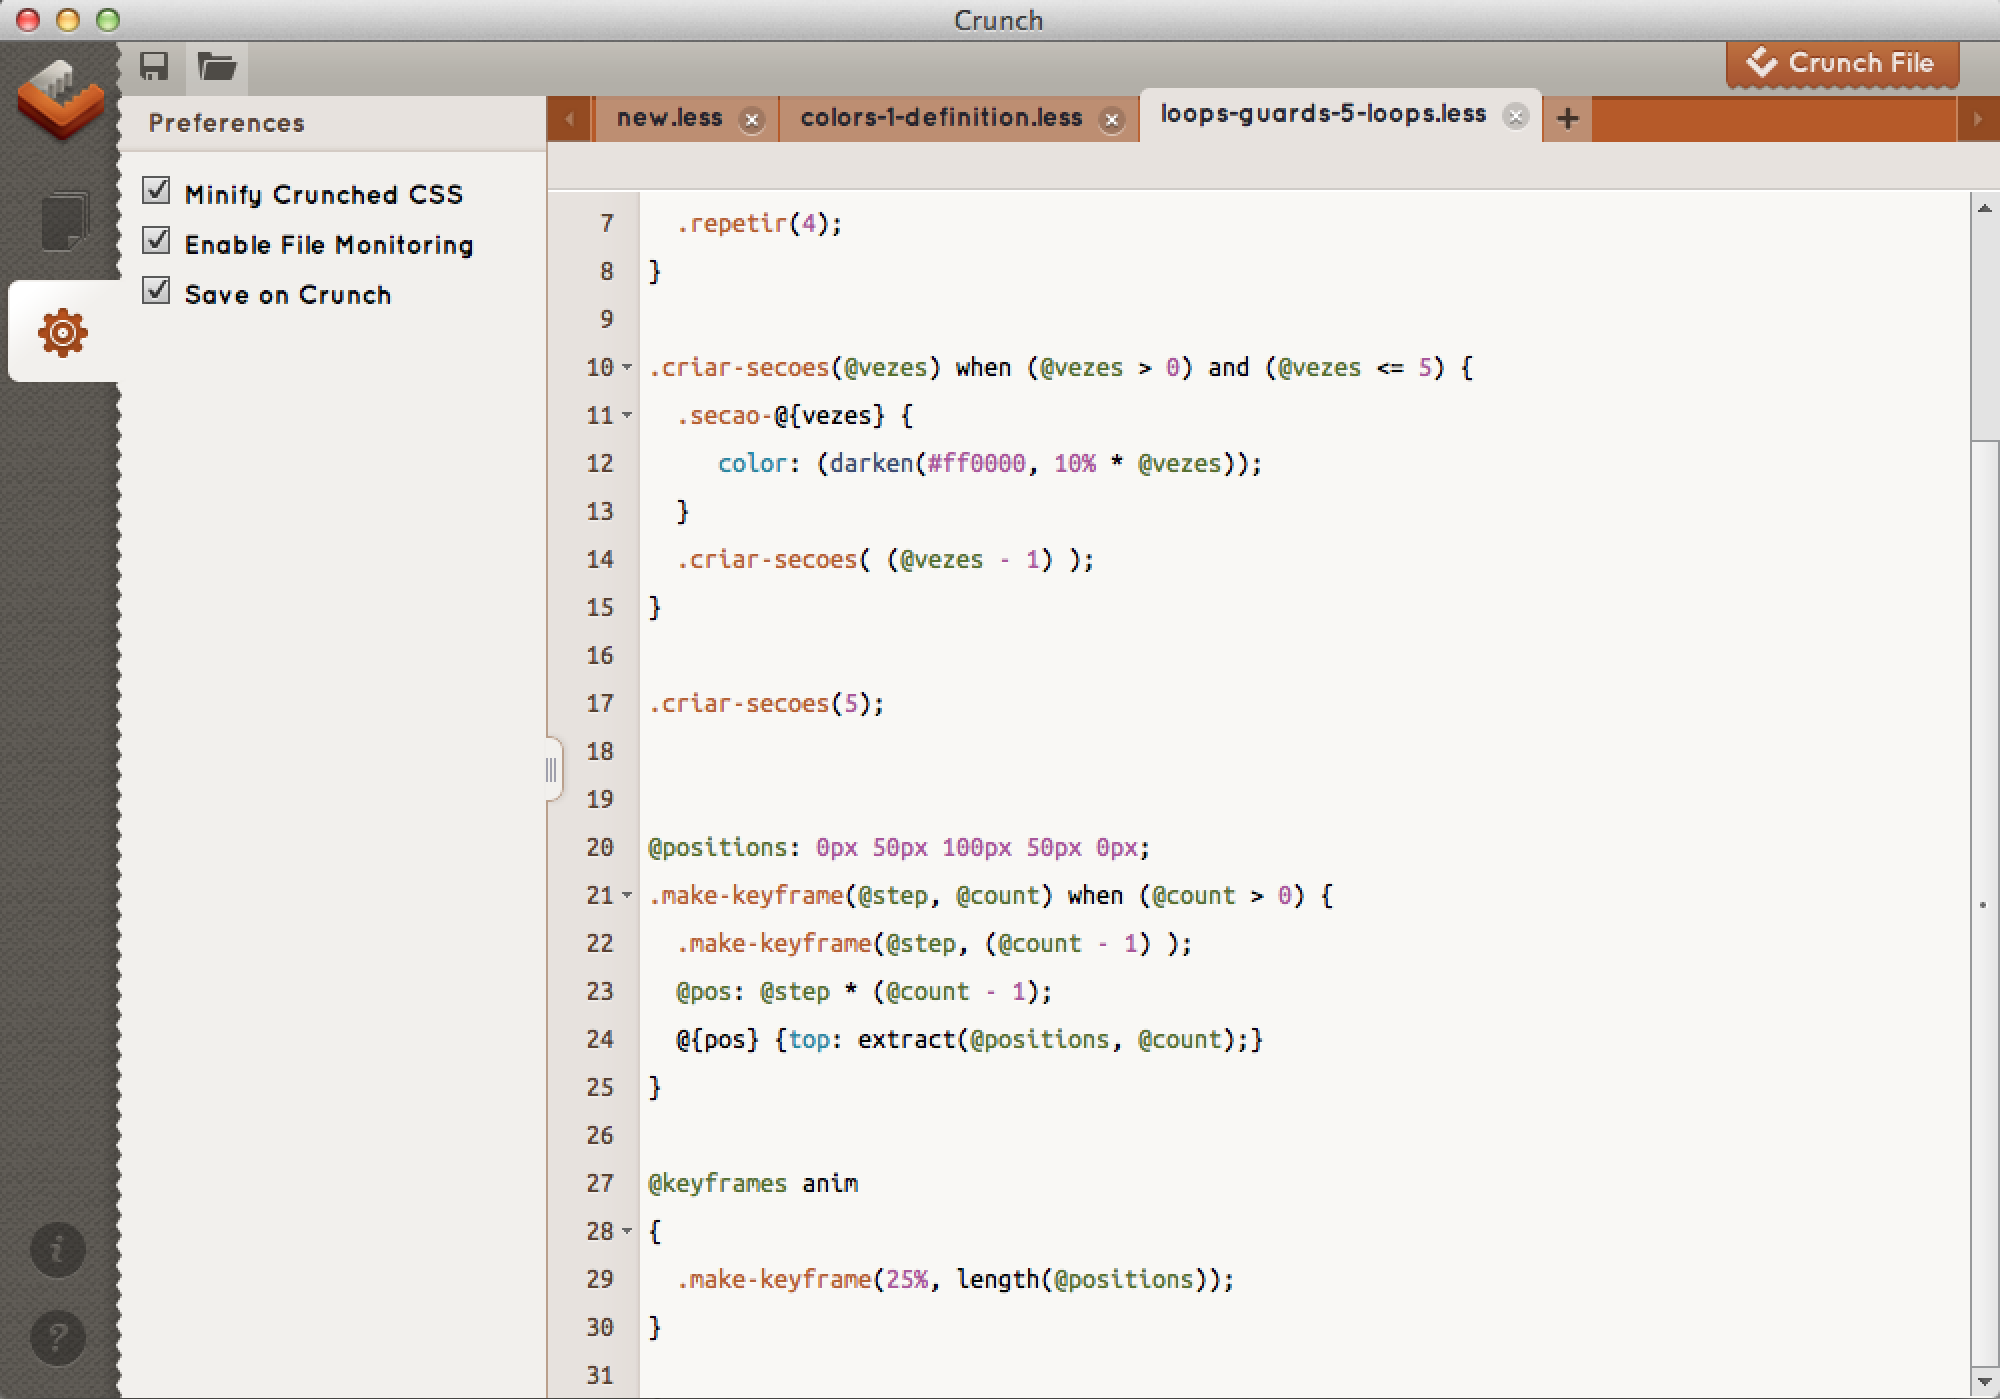 Crunch
Crunch File
Preferences
new.less
colors-1-definition.less
loops-guards-5-loops.less
+
Minify Crunched CSS
Enable File Monitoring
Save on Crunch
7 .repetir(4);
8 }
9
10 .criar-secoes(@vezes) when (@vezes > 0) and (@vezes <= 5) {
11 .secao-@{vezes} {
12 color: (darken(#ff0000, 10% * @vezes));
13 }
14 .criar-secoes( (@vezes - 1) );
15 }
16
17 .criar-secoes(5);
18
19
20 @positions: 0px 50px 100px 50px 0px;
21 .make-keyframe(@step, @count) when (@count > 0) {
22 .make-keyframe(@step, (@count - 1) );
23 @pos: @step * (@count - 1);
24 @{pos} {top: extract(@positions, @count);}
25 }
26
27 @keyframes anim
28 {
29 .make-keyframe(25%, length(@positions));
30 }
31
i
?